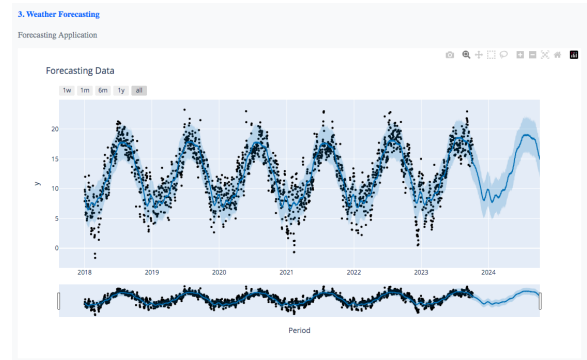 3. Weather Forecasting
Forecasting Application
Forecasting Data
1w 1m 6m 1y all
20
15
10
5
0
y
2018 2019 2020 2021 2022 2023 2024
Period